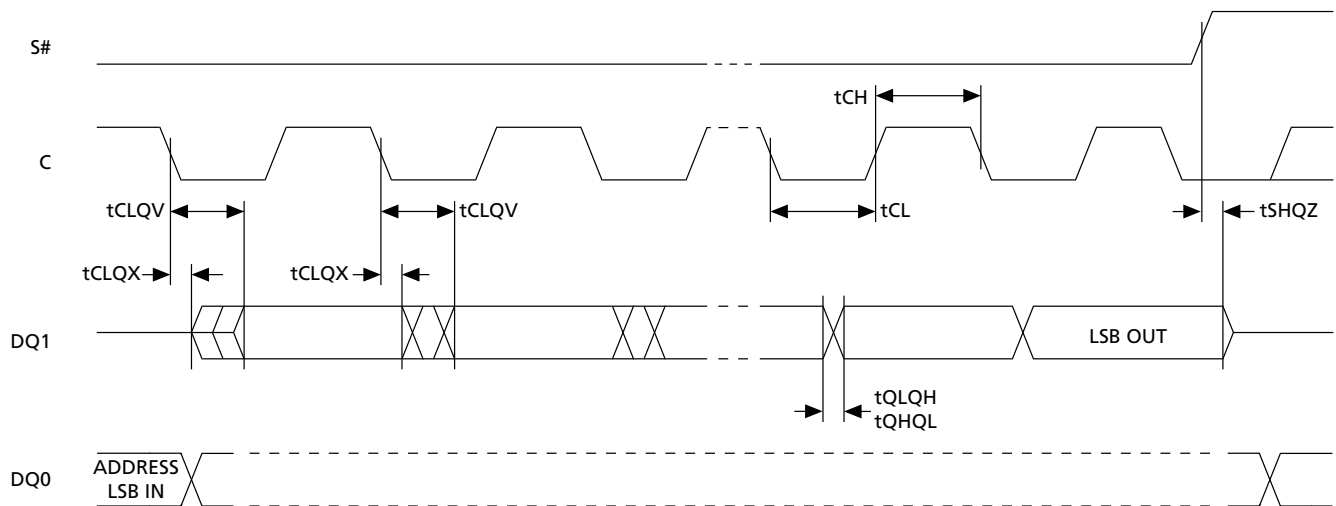 S#
tCH
C
tCLQV
tCLQV
tCL
tSHQZ
tCLQX
tCLQX
DQ1
LSB OUT
tQLQH
tQHQL
DQ0
ADDRESS
LSB IN